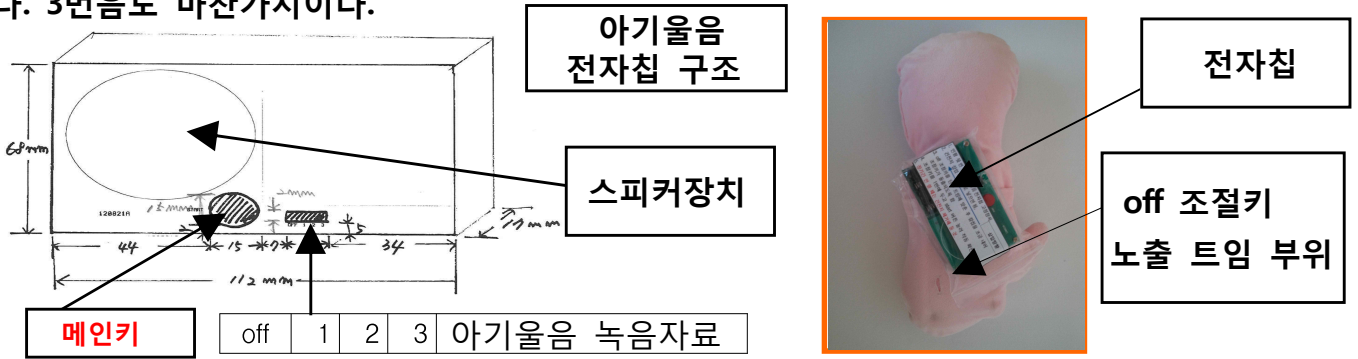 다. 3번음도 마찬가지이다.
아기울음
전자칩 구조
전자칩
68mm
스피커장치
off 조절키
노출 트임 부위
2mm
15mm
120821A
2
5
17mm
44
15
7
34
112 mm
메인키
off 1 2 3 아기울음 녹음자료